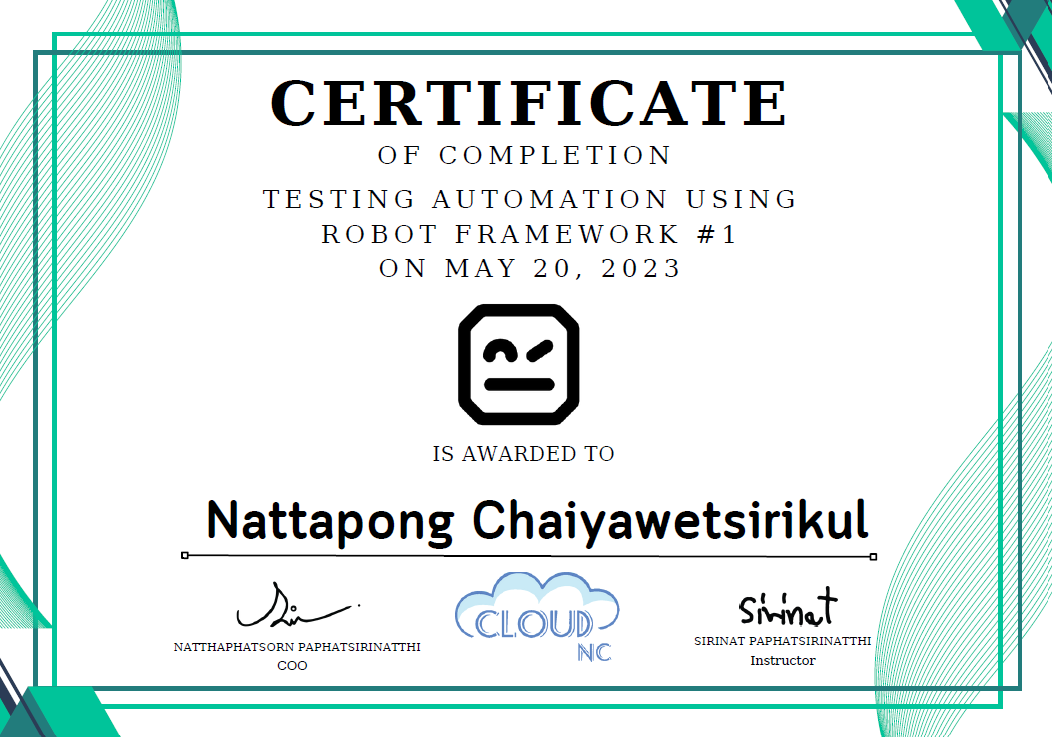 CERTIFICATE
OF COMPLETION
TESTING AUTOMATION USING
ROBOT FRAMEWORK #1
ON MAY 20, 2023
IS AWARDED TO
Nattapong Chaiyawetsirikul
CLOUD
NC
Sirinat
NATTHAPHATSORN PAPHATSIRINATTHI
COO
SIRINAT PAPHATSIRINATTHI
Instructor